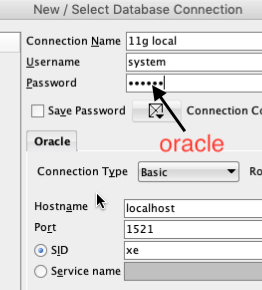 New / Select Database Connection
Connection Name 11g local
Username system
Password ••••••
Save Password Connection Co
oracle
Oracle
Connection Type Basic Ro
Hostname localhost
Port 1521
SID xe
Service name